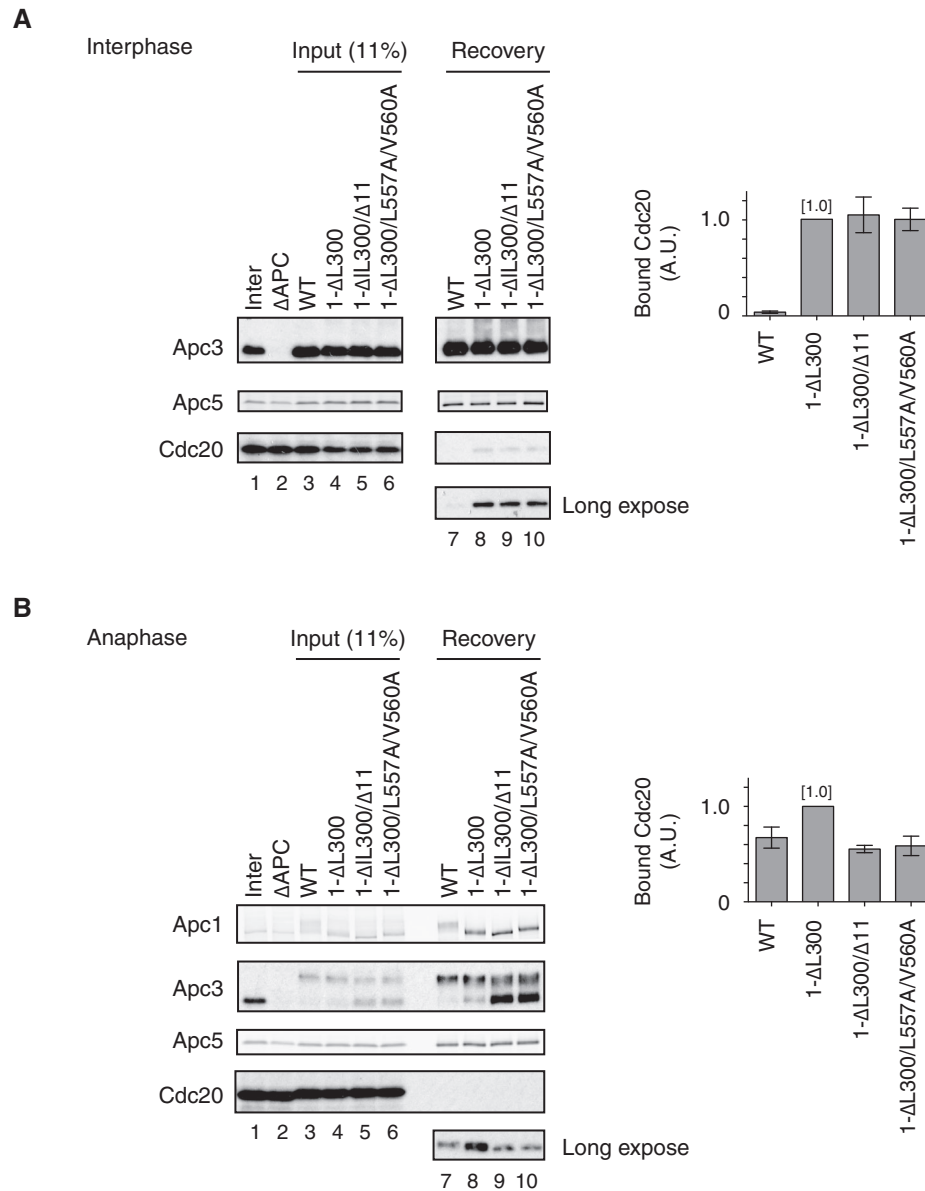 A
Interphase
Input (11%)
Recovery
Inter
ΔAPC
WT
1-ΔL300
1-ΔIL300/Δ11
1-ΔL300/L557A/V560A
WT
1-ΔL300
1-ΔIL300/Δ11
1-ΔL300/L557A/V560A
Apc3
Apc5
Cdc20
1 2 3 4 5 6
Long expose
7 8 9 10
Bound Cdc20
(A.U.)
1.0
0
[1.0]
WT
1-ΔL300
1-ΔL300/Δ11
1-ΔL300/L557A/V560A
B
Anaphase
Input (11%)
Recovery
Inter
ΔAPC
WT
1-ΔL300
1-ΔIL300/Δ11
1-ΔL300/L557A/V560A
WT
1-ΔL300
1-ΔIL300/Δ11
1-ΔL300/L557A/V560A
Apc1
Apc3
Apc5
Cdc20
1 2 3 4 5 6
Long expose
7 8 9 10
Bound Cdc20
(A.U.)
1.0
0
[1.0]
WT
1-ΔL300
1-ΔL300/Δ11
1-ΔL300/L557A/V560A